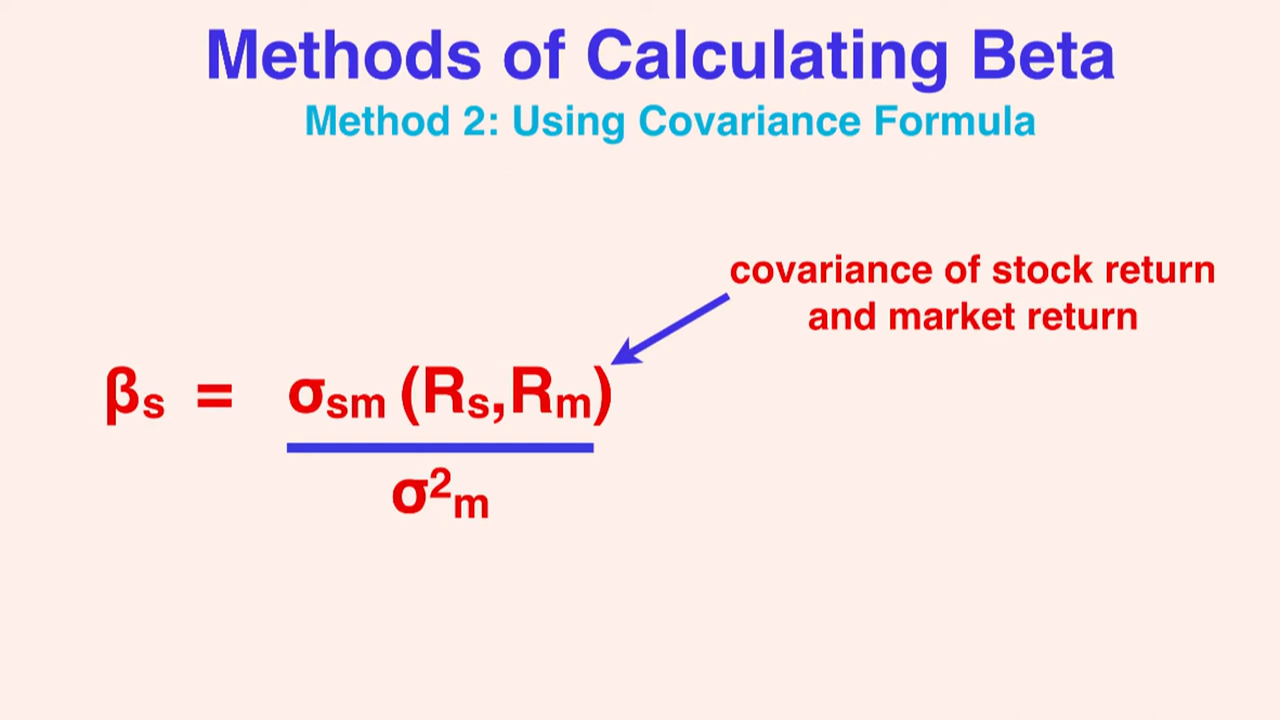 Methods of Calculating Beta
Method 2: Using Covariance Formula
covariance of stock return
and market return
βs = σsm (Rs,Rm)
σ²m